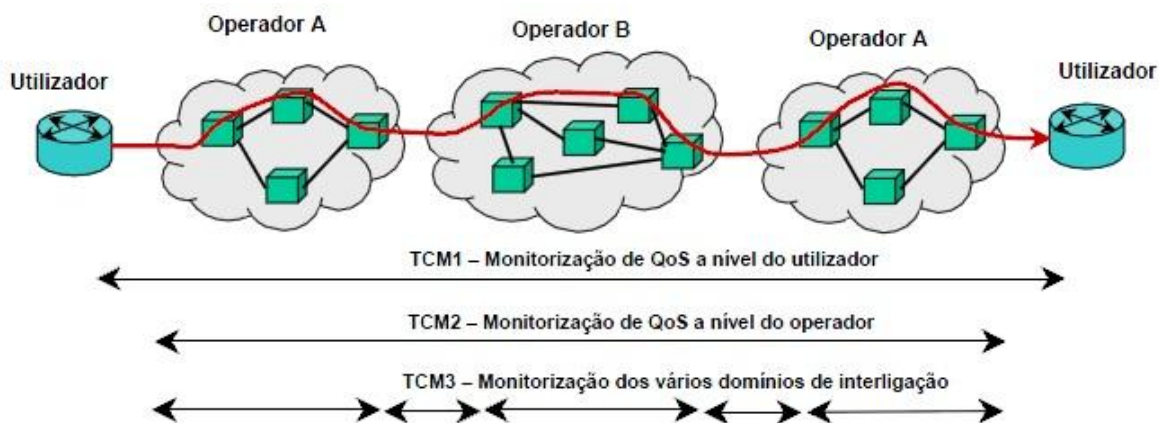 Operador A
Operador B
Operador A
Utilizador
Utilizador
TCM1 – Monitorização de QoS a nível do utilizador
TCM2 – Monitorização de QoS a nível do operador
TCM3 – Monitorização dos vários domínios de interligação